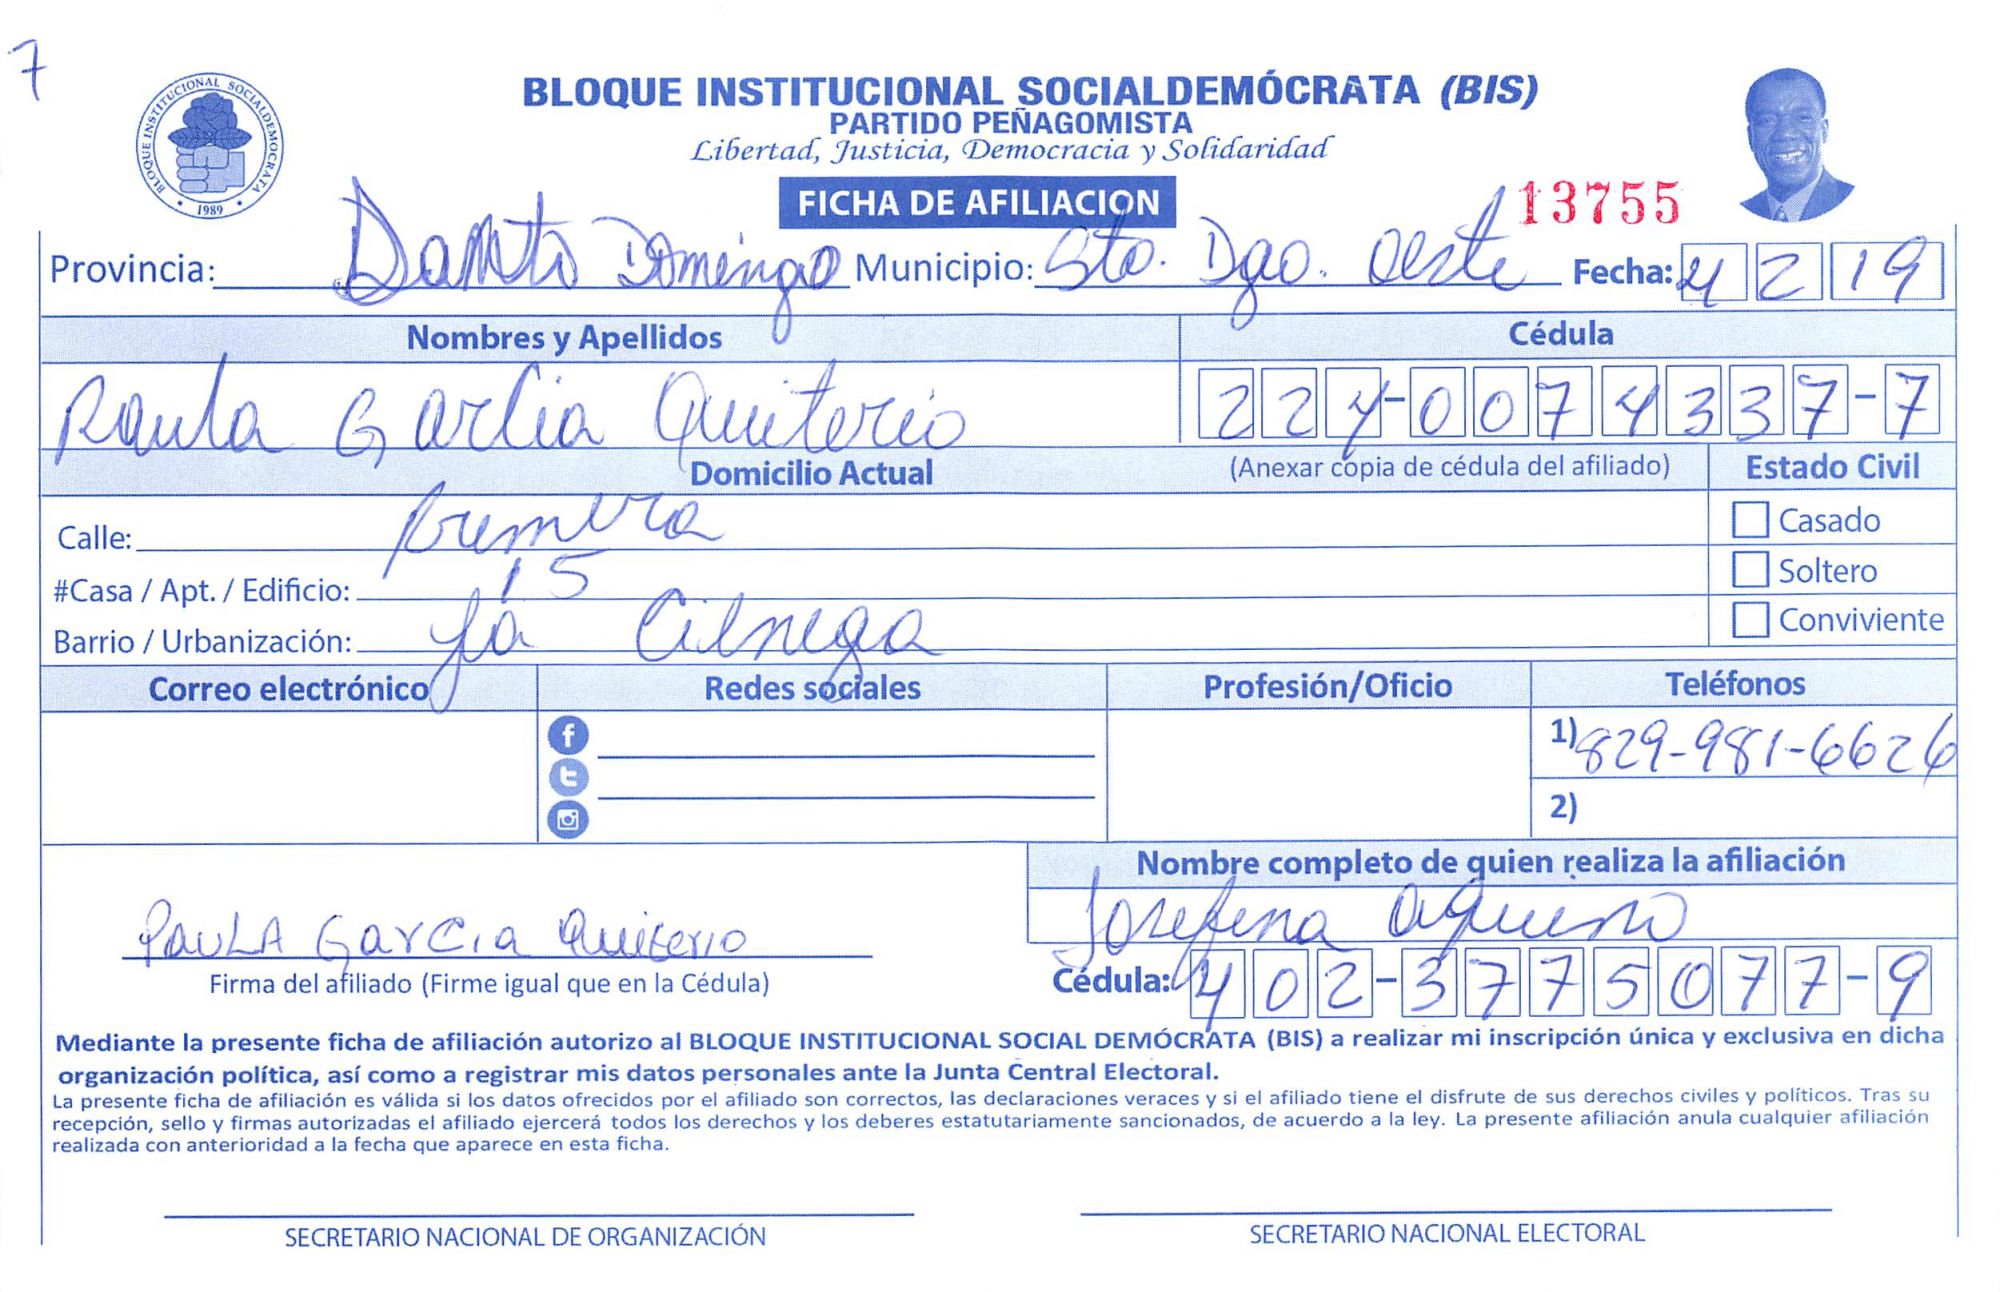 7
BLOQUE INSTITUCIONAL SOCIALDEMOCRATA
1989
BLOQUE INSTITUCIONAL SOCIALDEMÓCRATA (BIS)
PARTIDO PEÑAGOMISTA
Libertad, Justicia, Democracia y Solidaridad
FICHA DE AFILIACION
13755
Provincia: Santo Domingo Municipio: Sto. Dgo. Oeste Fecha: 4 2 19
Nombres y Apellidos Cédula
Paula Garcia Quiterio 224-0074337-7
Domicilio Actual (Anexar copia de cédula del afiliado) Estado Civil
Calle: primera Casado
#Casa / Apt. / Edificio: 15 Soltero
Barrio / Urbanización: La Cienega Conviviente
Correo electrónico Redes sociales Profesión/Oficio Teléfonos
1) 829-981-6626
2)
Nombre completo de quien realiza la afiliación
Josefena aquino
PAULA Garcia Quiterio
Firma del afiliado (Firme igual que en la Cédula) Cédula: 402-3775077-9
Mediante la presente ficha de afiliación autorizo al BLOQUE INSTITUCIONAL SOCIAL DEMÓCRATA (BIS) a realizar mi inscripción única y exclusiva en dicha
organización política, así como a registrar mis datos personales ante la Junta Central Electoral.
La presente ficha de afiliación es válida si los datos ofrecidos por el afiliado son correctos, las declaraciones veraces y si el afiliado tiene el disfrute de sus derechos civiles y políticos. Tras su
recepción, sello y firmas autorizadas el afiliado ejercerá todos los derechos y los deberes estatutariamente sancionados, de acuerdo a la ley. La presente afiliación anula cualquier afiliación
realizada con anterioridad a la fecha que aparece en esta ficha.
SECRETARIO NACIONAL DE ORGANIZACIÓN SECRETARIO NACIONAL ELECTORAL